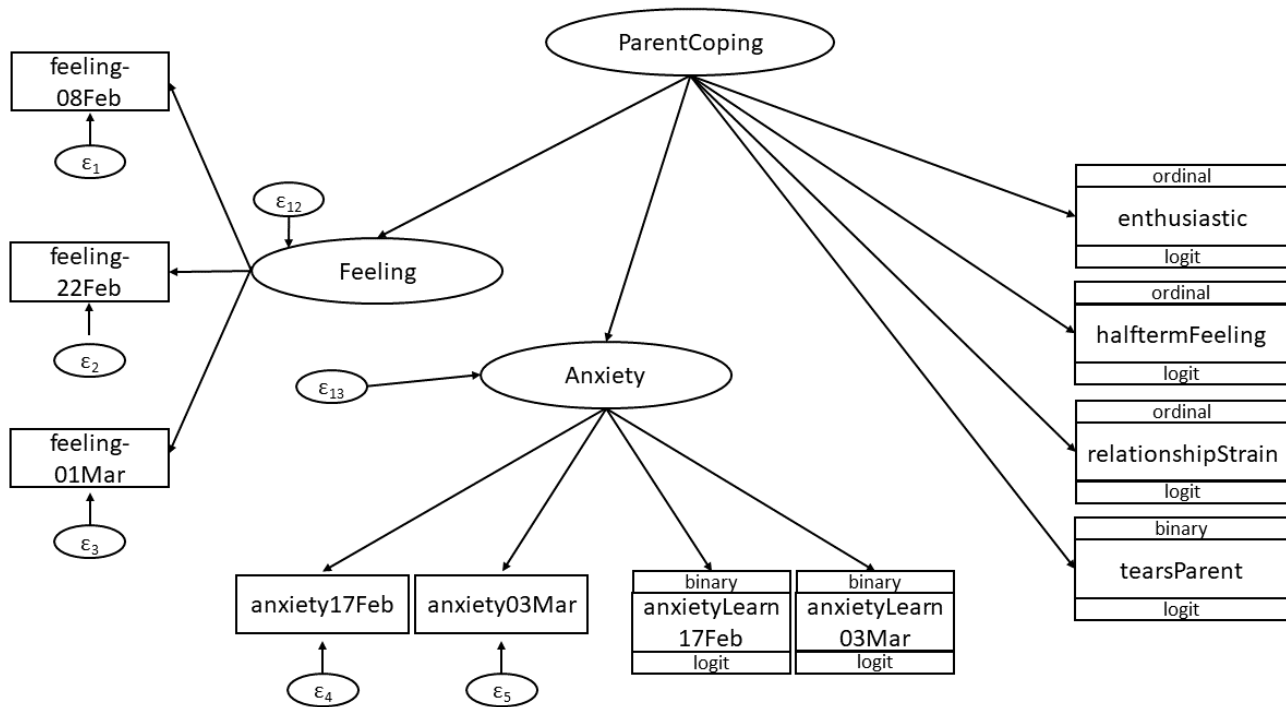 ParentCoping
feeling-
08Feb
ε1
ε12
feeling-
22Feb
ε2
Feeling
feeling-
01Mar
ε3
Anxiety
ε13
anxiety17Feb
ε4
anxiety03Mar
ε5
binary
anxietyLearn
17Feb
logit
binary
anxietyLearn
03Mar
logit
ordinal
enthusiastic
logit
ordinal
halftermFeeling
logit
ordinal
relationshipStrain
logit
binary
tearsParent
logit